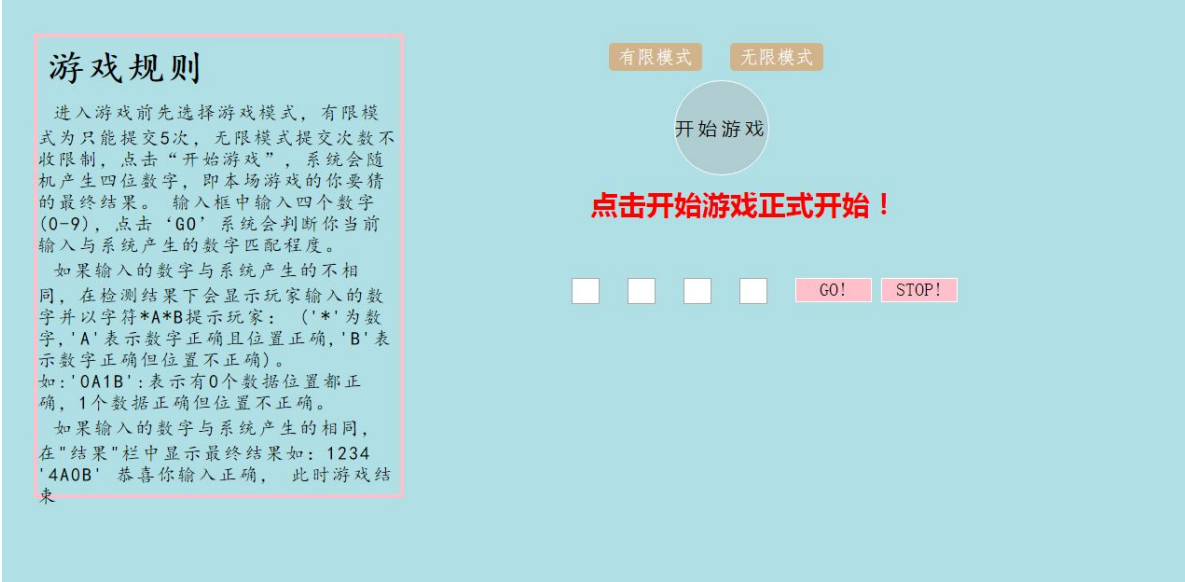 游戏规则
进入游戏前先选择游戏模式，有限模
式为只能提交5次，无限模式提交次数不
收限制，点击“开始游戏”，系统会随
机产生四位数字，即本场游戏的你要猜
的最终结果。 输入框中输入四个数字
(0-9)，点击‘GO’系统会判断你当前
输入与系统产生的数字匹配程度。
如果输入的数字与系统产生的不相
同，在检测结果下会显示玩家输入的数
字并以字符*A*B提示玩家： ('*'为数
字,'A'表示数字正确且位置正确,'B'表
示数字正确但位置不正确)。
如:'0A1B':表示有0个数据位置都正
确，1个数据正确但位置不正确。
如果输入的数字与系统产生的相同，
在"结果"栏中显示最终结果如：1234
'4A0B' 恭喜你输入正确， 此时游戏结
束
有限模式 无限模式
开始游戏
点击开始游戏正式开始！
GO! STOP!